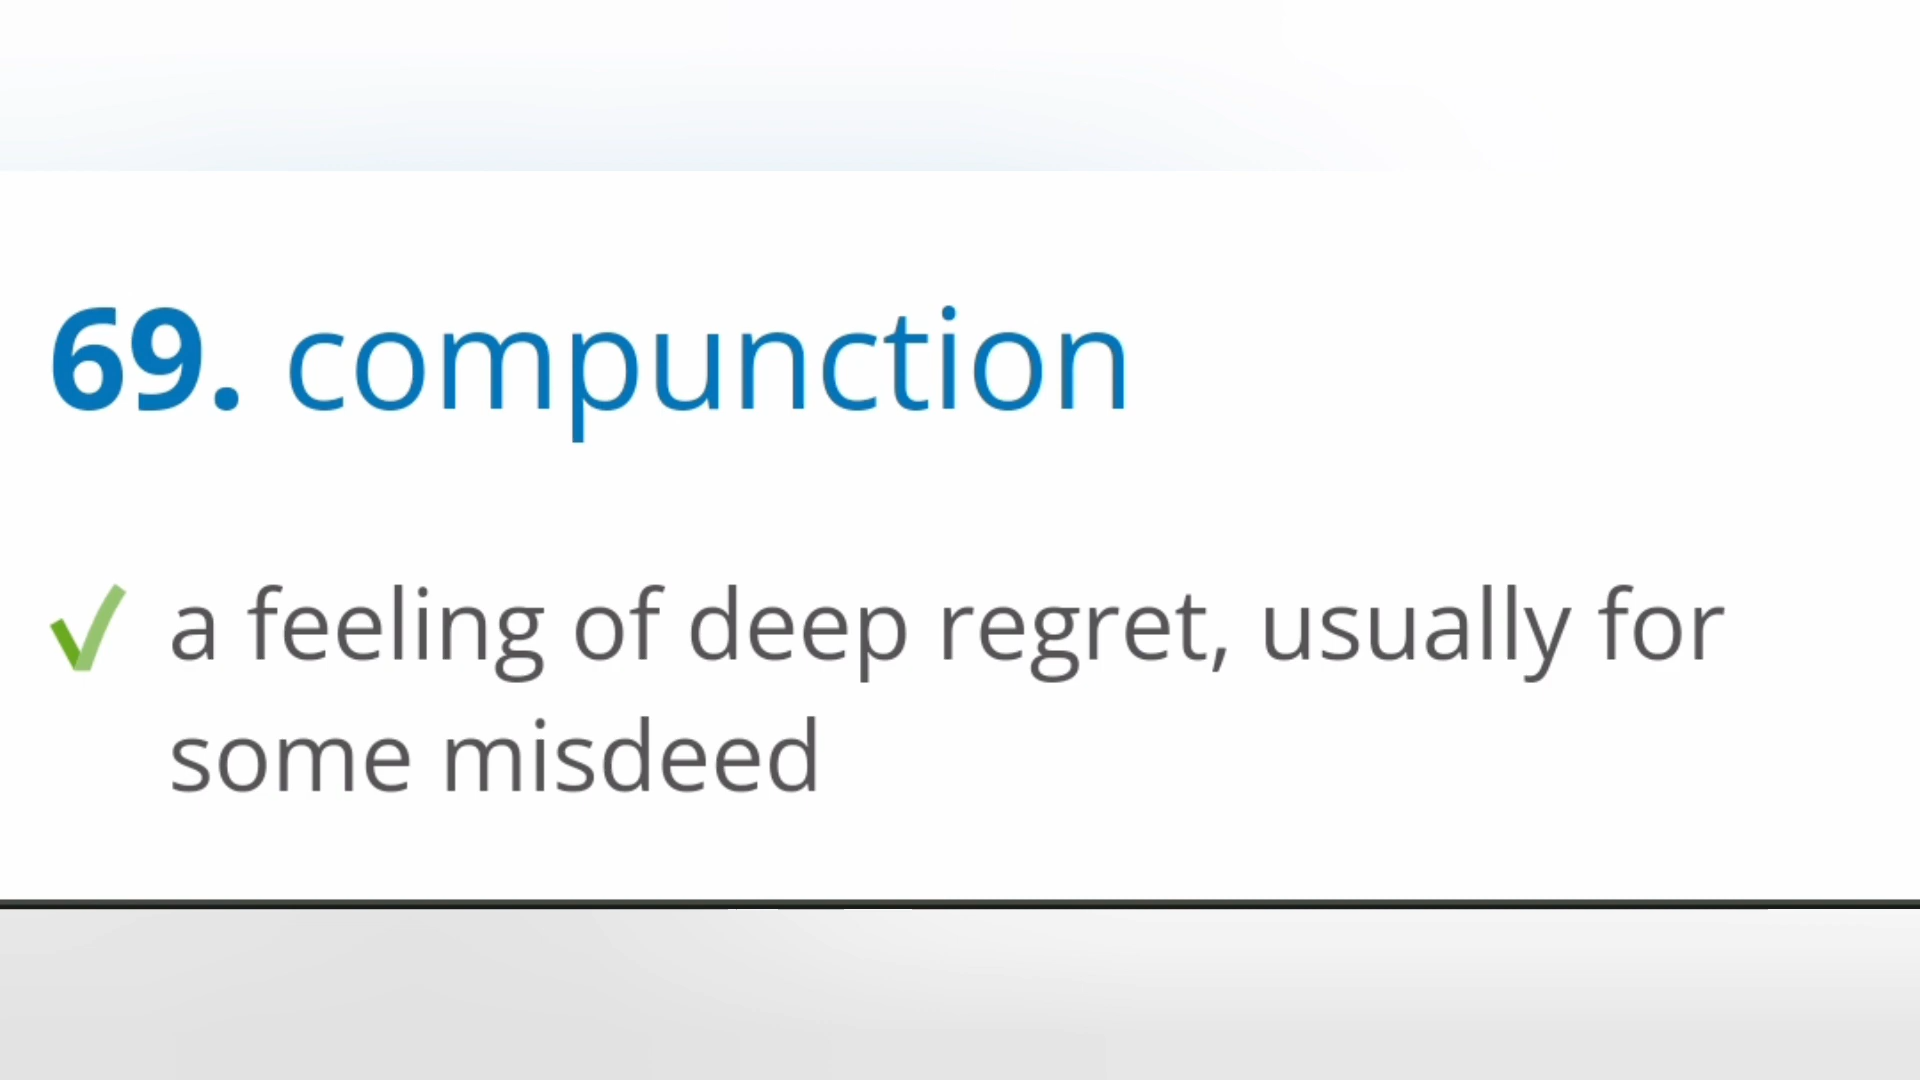 69. compunction
a feeling of deep regret, usually for
some misdeed